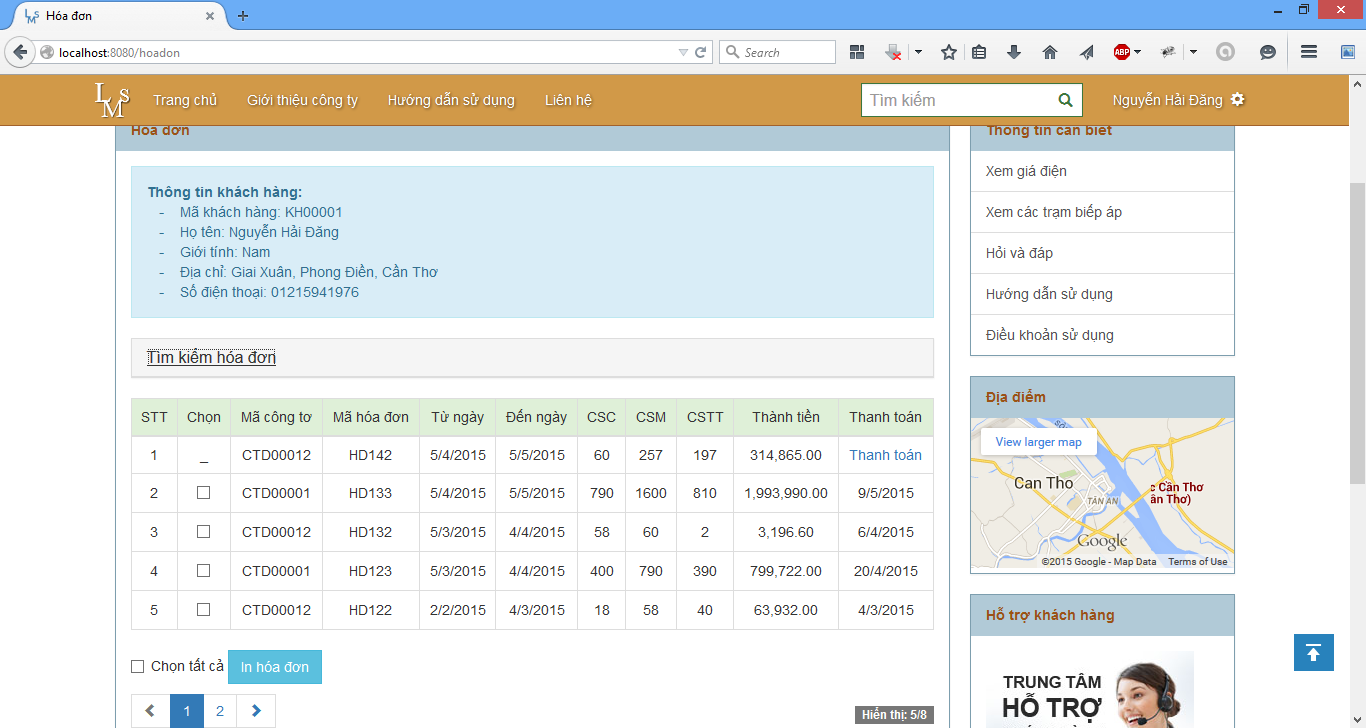 Hóa đơn
localhost:8080/hoadon
Search
ABP
LMS
Trang chủ
Giới thiệu công ty
Hướng dẫn sử dụng
Liên hệ
Tìm kiếm
Nguyễn Hải Đăng
Hóa đơn
Thông tin khách hàng:
- Mã khách hàng: KH00001
- Họ tên: Nguyễn Hải Đăng
- Giới tính: Nam
- Địa chỉ: Giai Xuân, Phong Điền, Cần Thơ
- Số điện thoại: 01215941976
Tìm kiếm hóa đơn
STT Chọn Mã công tơ Mã hóa đơn Từ ngày Đến ngày CSC CSM CSTT Thành tiền Thanh toán
1 _ CTD00012 HD142 5/4/2015 5/5/2015 60 257 197 314,865.00 Thanh toán
2 CTD00001 HD133 5/4/2015 5/5/2015 790 1600 810 1,993,990.00 9/5/2015
3 CTD00012 HD132 5/3/2015 4/4/2015 58 60 2 3,196.60 6/4/2015
4 CTD00001 HD123 5/3/2015 4/4/2015 400 790 390 799,722.00 20/4/2015
5 CTD00012 HD122 2/2/2015 4/3/2015 18 58 40 63,932.00 4/3/2015
Chọn tất cả In hóa đơn
1 2
Hiển thị: 5/8
Thông tin cần biết
Xem giá điện
Xem các trạm biếp áp
Hỏi và đáp
Hướng dẫn sử dụng
Điều khoản sử dụng
Địa điểm
View larger map
Can Tho
TÂN AN
c Cần Thơ
ần Thơ)
Google
©2015 Google - Map Data Terms of Use
Hỗ trợ khách hàng
TRUNG TÂM
HỖ TRỢ